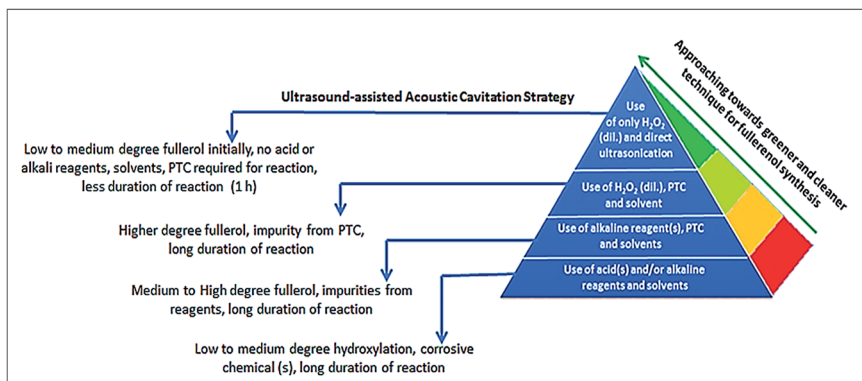 Ultrasound-assisted Acoustic Cavitation Strategy
Low to medium degree fullerol initially, no acid or
alkali reagents, solvents, PTC required for reaction,
less duration of reaction (1 h)
Higher degree fullerol, impurity from PTC,
long duration of reaction
Medium to High degree fullerol, impurities from
reagents, long duration of reaction
Low to medium degree hydroxylation, corrosive
chemical (s), long duration of reaction
Use
of only H₂O₂
(dil.) and direct
ultrasonication
Use of H₂O₂ (dil.), PTC
and solvent
Use of alkaline reagent(s), PTC
and solvents
Use of acid(s) and/or alkaline
reagents and solvents
Approaching towards greener and cleaner
technique for fullerenol synthesis